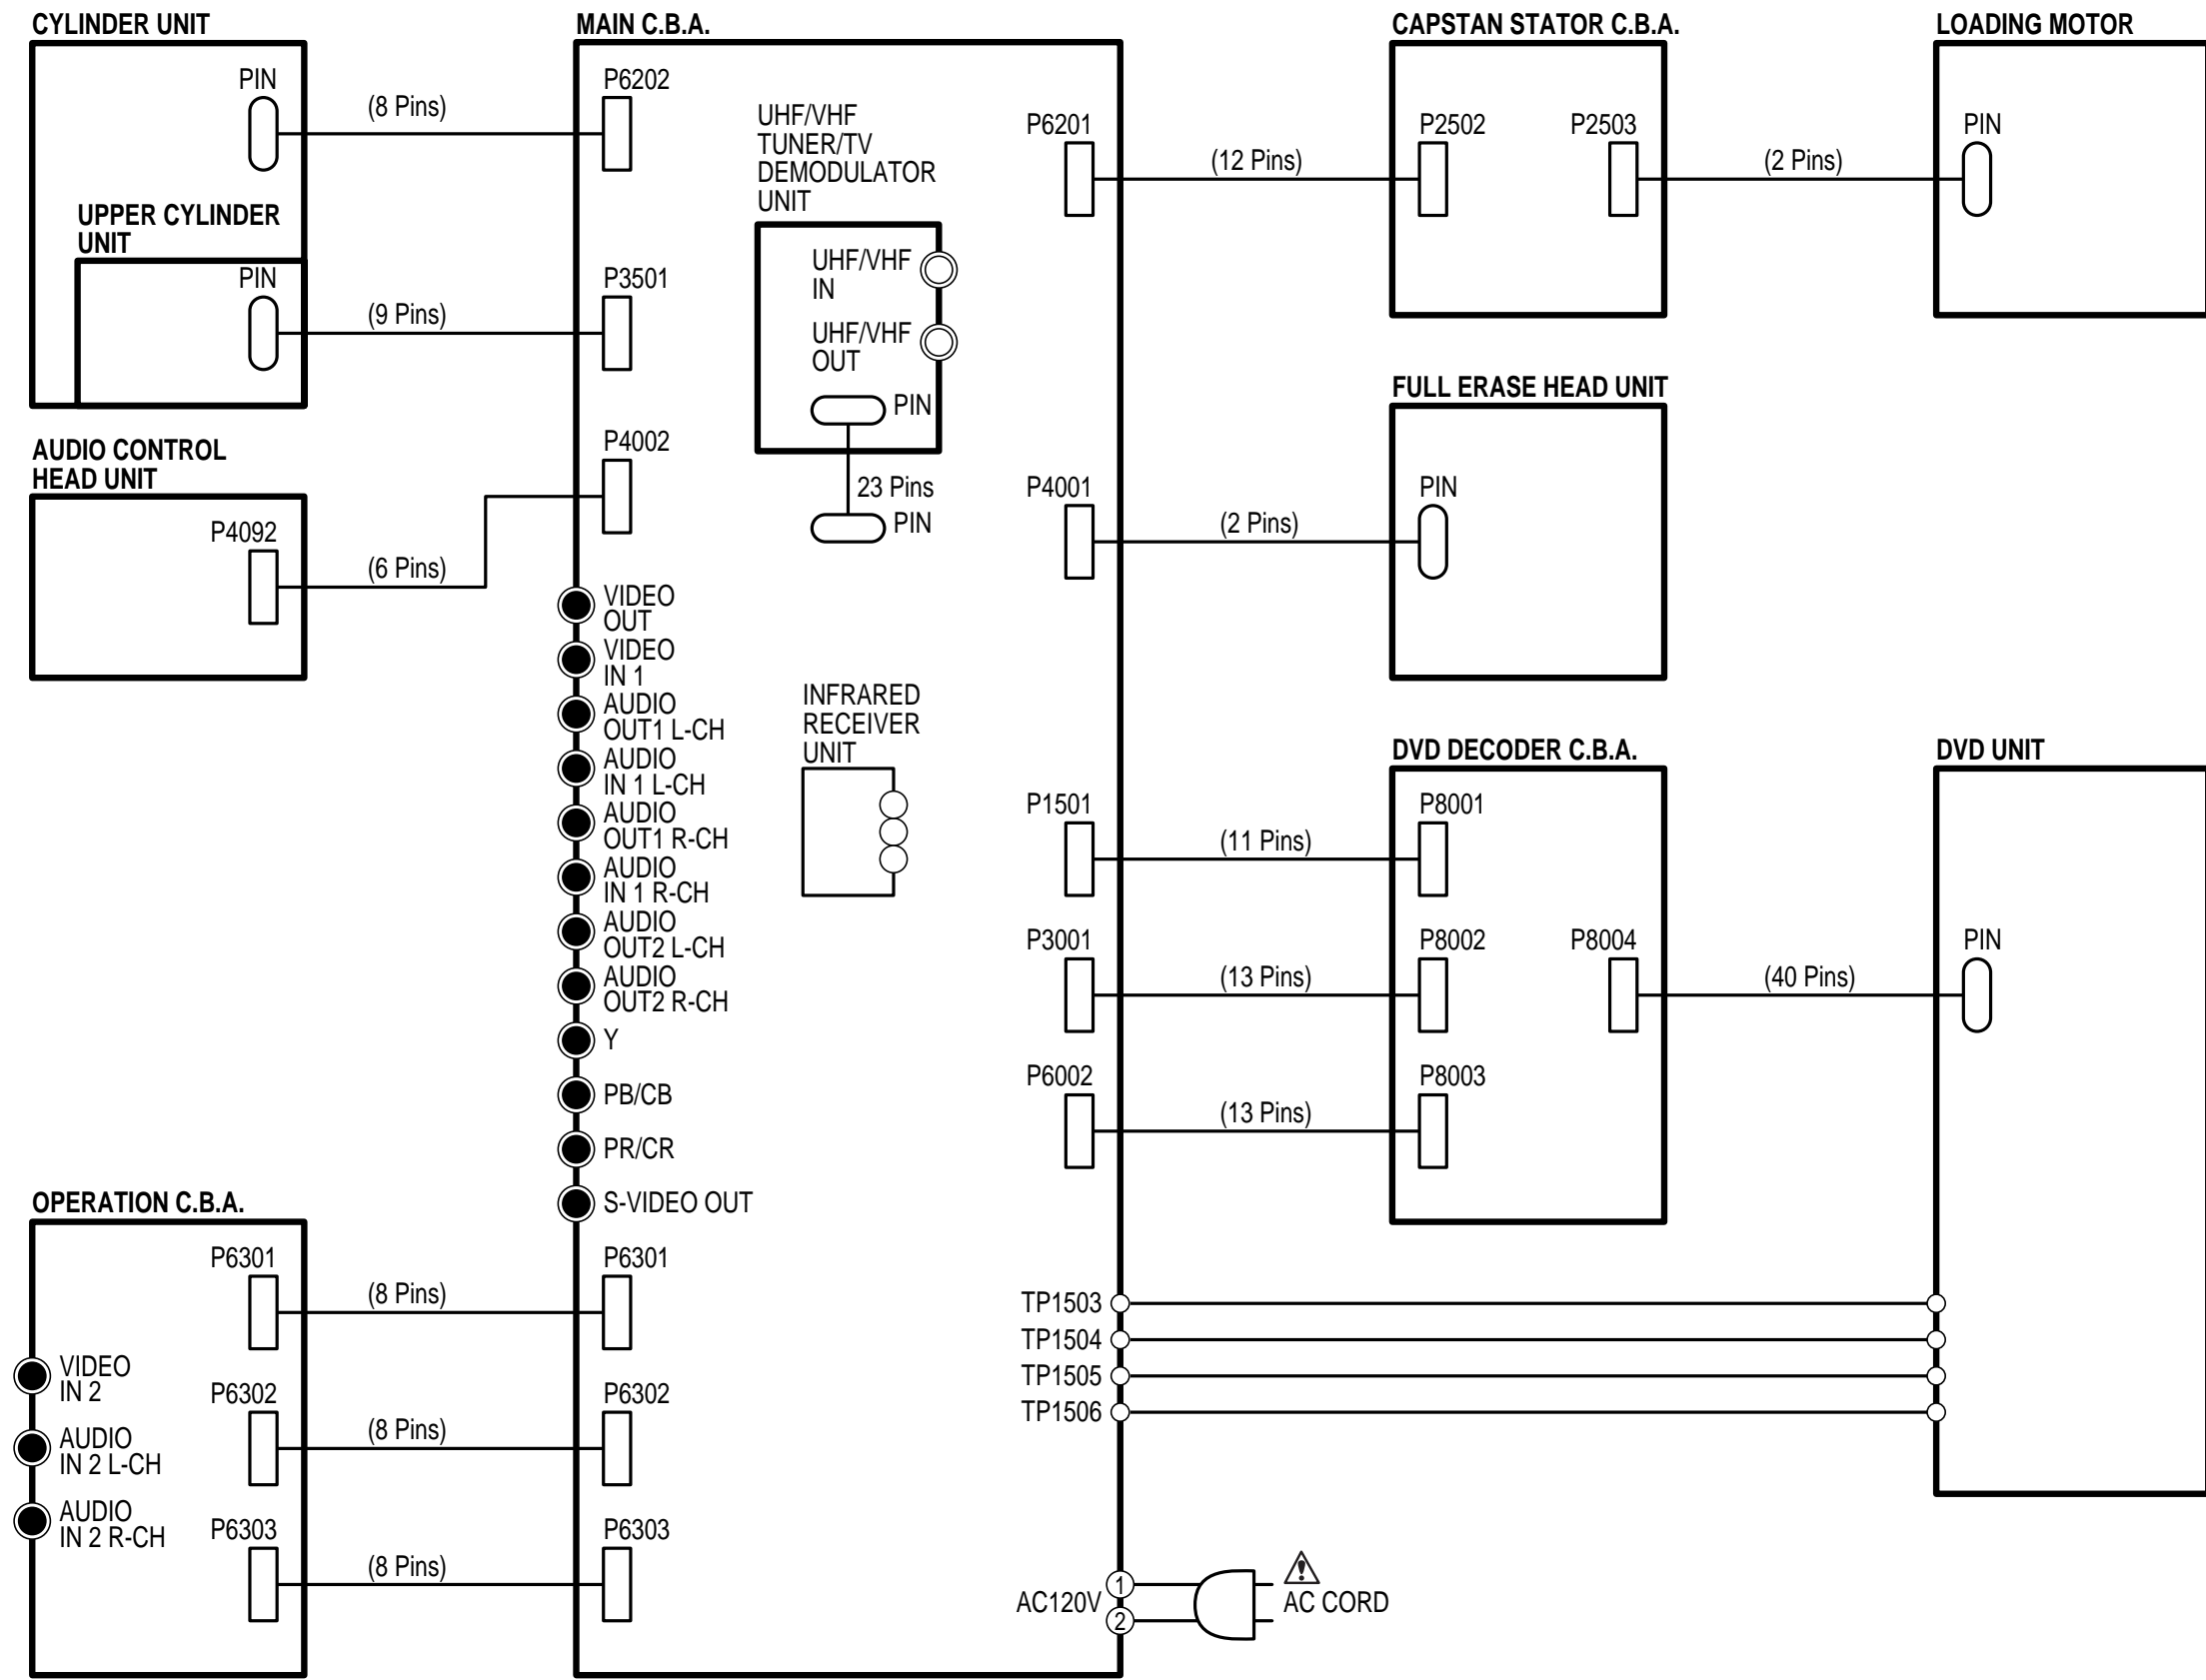 CYLINDER UNIT
PIN
(8 Pins)
UPPER CYLINDER
UNIT
PIN
(9 Pins)
AUDIO CONTROL
HEAD UNIT
P4092
(6 Pins)
OPERATION C.B.A.
P6301
(8 Pins)
VIDEO
IN 2
P6302
(8 Pins)
AUDIO
IN 2 L-CH
AUDIO
IN 2 R-CH
P6303
(8 Pins)
MAIN C.B.A.
P6202
P3501
P4002
VIDEO
OUT
VIDEO
IN 1
AUDIO
OUT1 L-CH
AUDIO
IN 1 L-CH
AUDIO
OUT1 R-CH
AUDIO
IN 1 R-CH
AUDIO
OUT2 L-CH
AUDIO
OUT2 R-CH
Y
PB/CB
PR/CR
S-VIDEO OUT
P6301
P6302
P6303
UHF/VHF
TUNER/TV
DEMODULATOR
UNIT
UHF/VHF
IN
UHF/VHF
OUT
PIN
23 Pins
PIN
INFRARED
RECEIVER
UNIT
P6201
(12 Pins)
P4001
(2 Pins)
P1501
(11 Pins)
P3001
(13 Pins)
P6002
(13 Pins)
TP1503
TP1504
TP1505
TP1506
AC120V
1
2
AC CORD
CAPSTAN STATOR C.B.A.
P2502
P2503
(2 Pins)
LOADING MOTOR
PIN
FULL ERASE HEAD UNIT
PIN
DVD DECODER C.B.A.
P8001
P8002
P8004
(40 Pins)
P8003
DVD UNIT
PIN